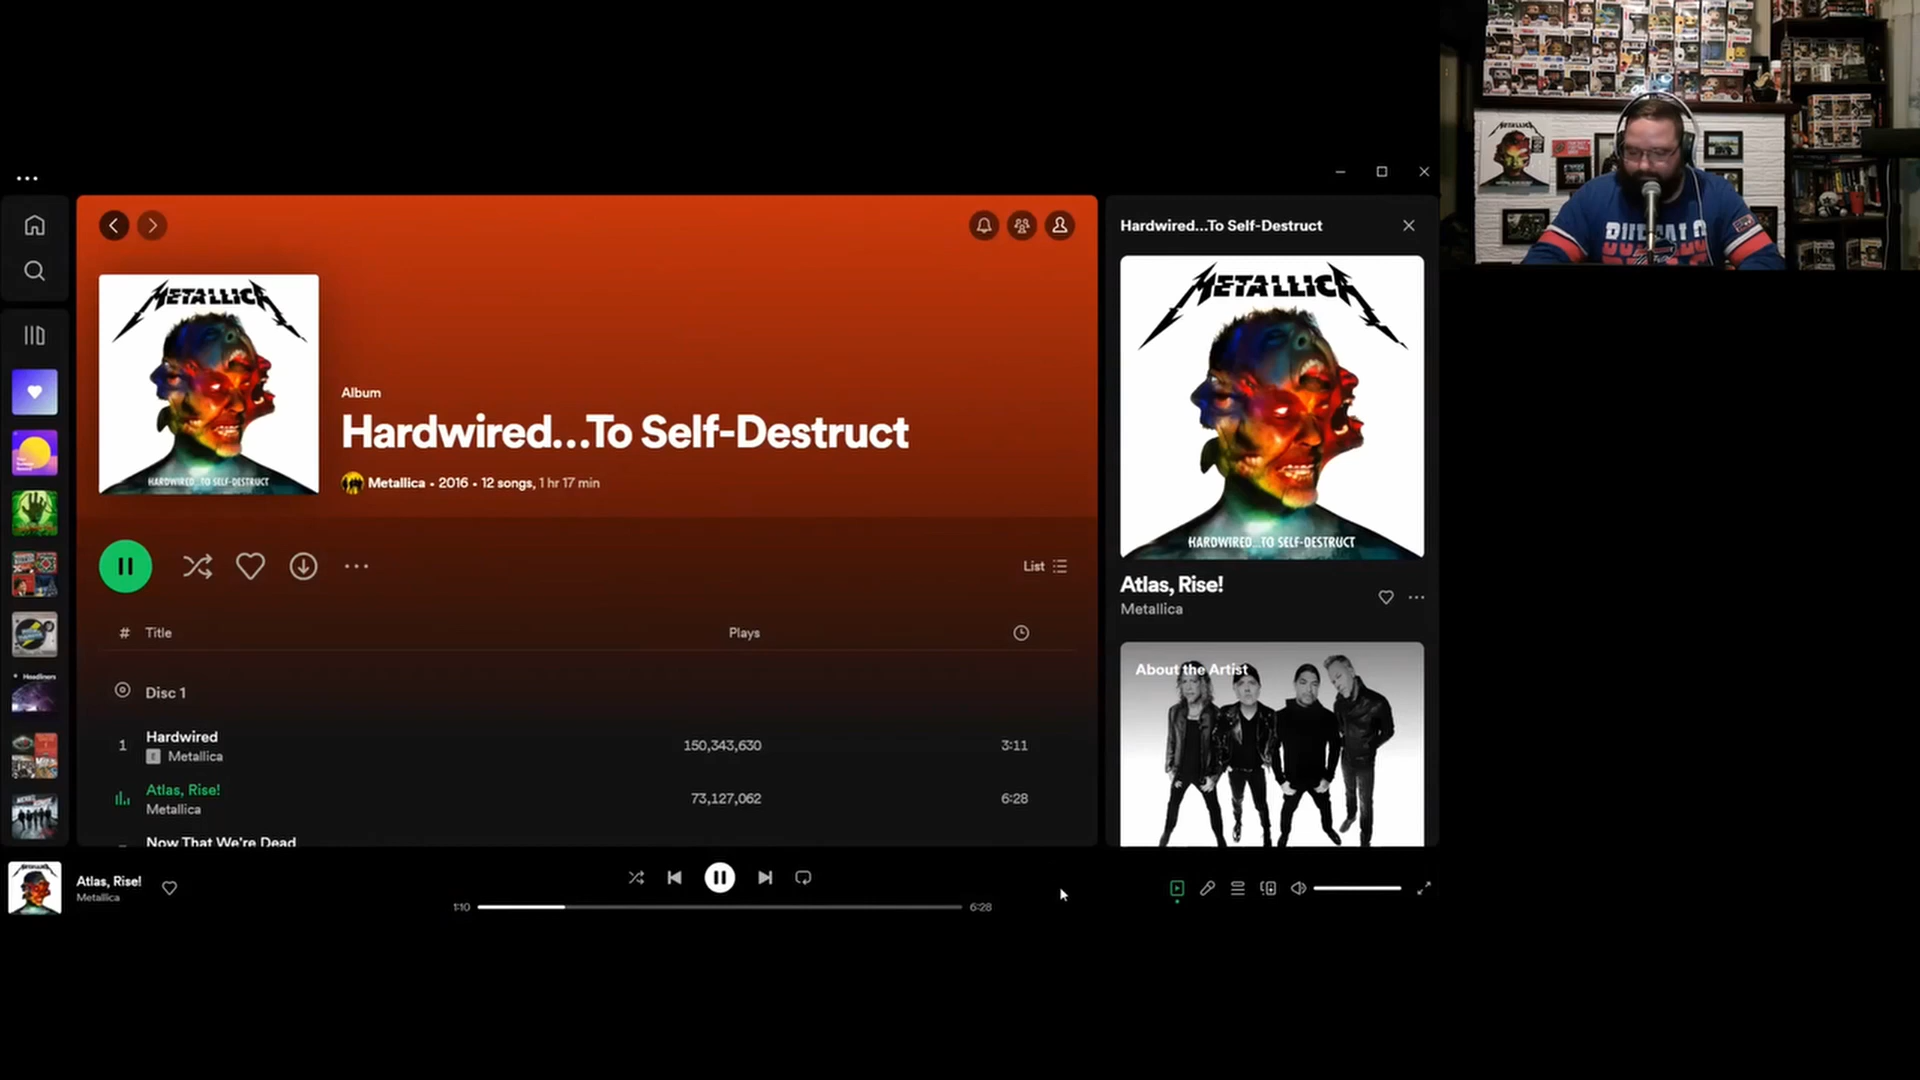 Hardwired...To Self-Destruct
METALLICA
HARDWIRED...TO SELF-DESTRUCT
Album
Hardwired...To Self-Destruct
Metallica • 2016 • 12 songs, 1 hr 17 min
List
# Title Plays
Disc 1
1 Hardwired 150,343,630 3:11
E Metallica
Atlas, Rise! 73,127,062 6:28
Metallica
Now That We're Dead
METALLICA
HARDWIRED...TO SELF-DESTRUCT
Atlas, Rise!
Metallica
About the Artist
Headliners
Atlas, Rise!
Metallica
1:10 6:28
METALLICA
BUFFALO